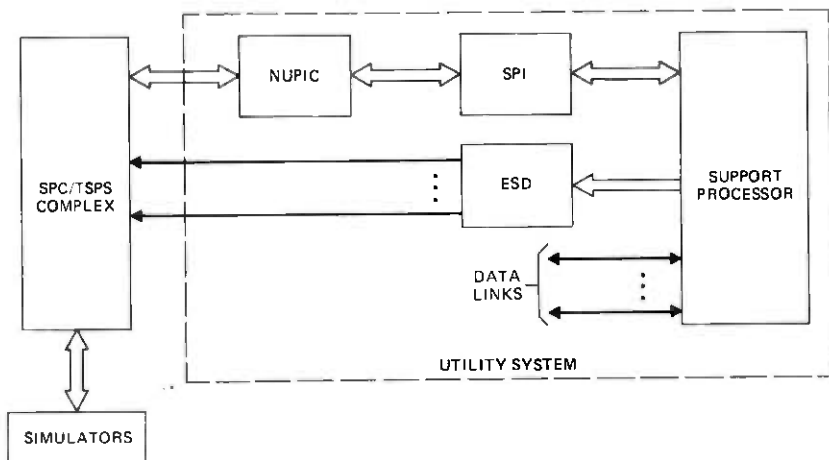 NUPIC
SPI
SPC/TSPS
COMPLEX
ESD
SUPPORT
PROCESSOR
DATA
LINKS
UTILITY SYSTEM
SIMULATORS